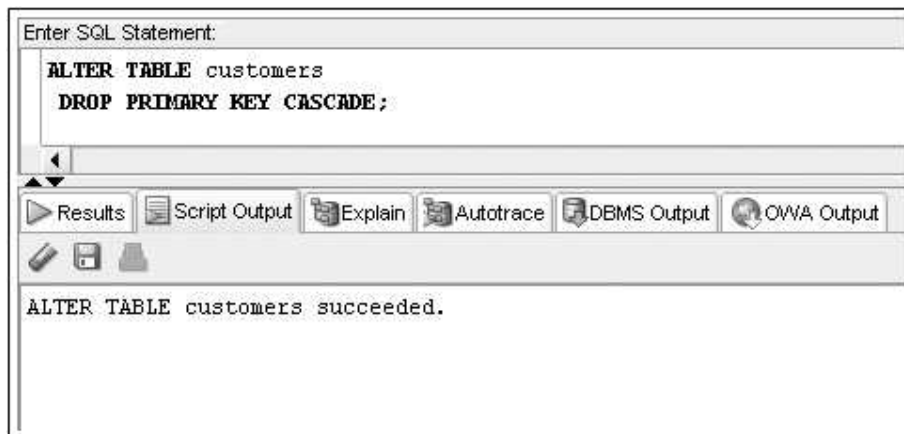 Enter SQL Statement:
ALTER TABLE customers
DROP PRIMARY KEY CASCADE;
Results Script Output Explain Autotrace DBMS Output OWA Output
ALTER TABLE customers succeeded.